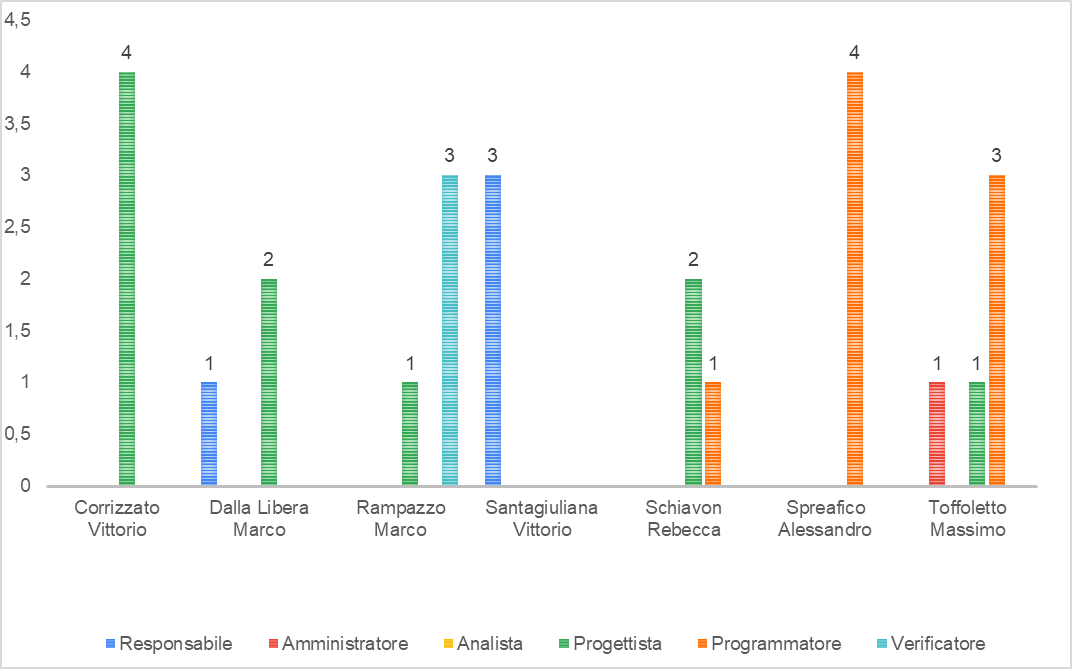 4,5
4
3,5
3
2,5
2
1,5
1
0,5
0
4
1
2
1
3
3
2
1
4
1
1
3
Corrizzato Vittorio
Dalla Libera Marco
Rampazzo Marco
Santagiuliana Vittorio
Schiavon Rebecca
Spreafico Alessandro
Toffoletto Massimo
Responsabile
Amministratore
Analista
Progettista
Programmatore
Verificatore